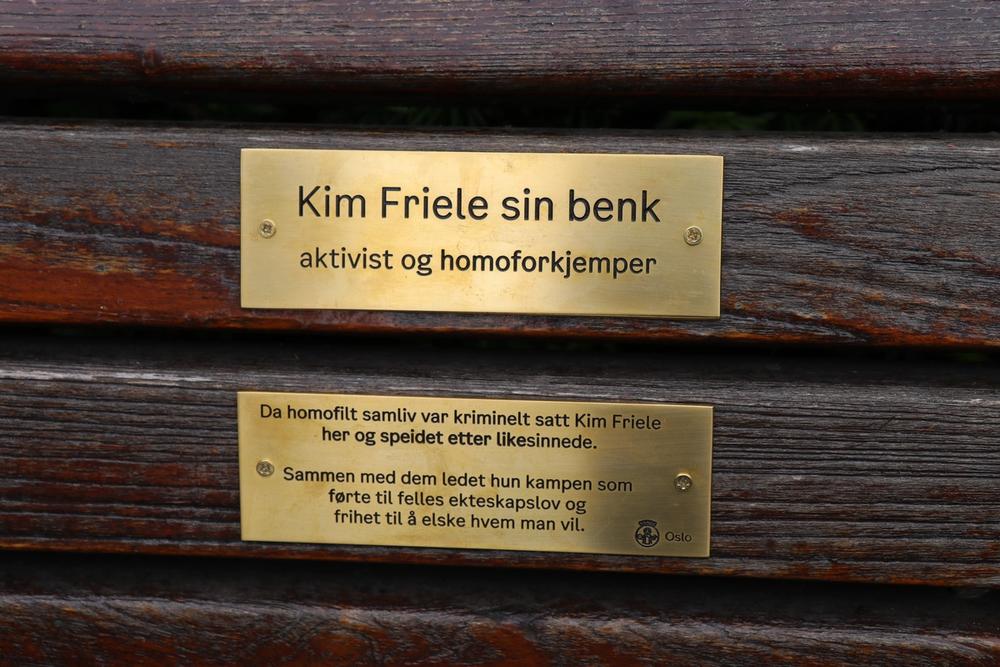 Kim Friele sin benk
aktivist og homoforkjemper
Da homofilt samliv var kriminelt satt Kim Friele
her og speidet etter likesinnede.
Sammen med dem ledet hun kampen som
førte til felles ekteskapslov og
frihet til å elske hvem man vil.
Oslo